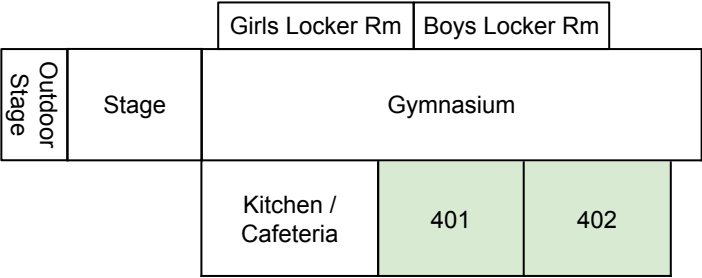 Girls Locker Rm
Boys Locker Rm
Outdoor
Stage
Stage
Gymnasium
Kitchen /
Cafeteria
401
402